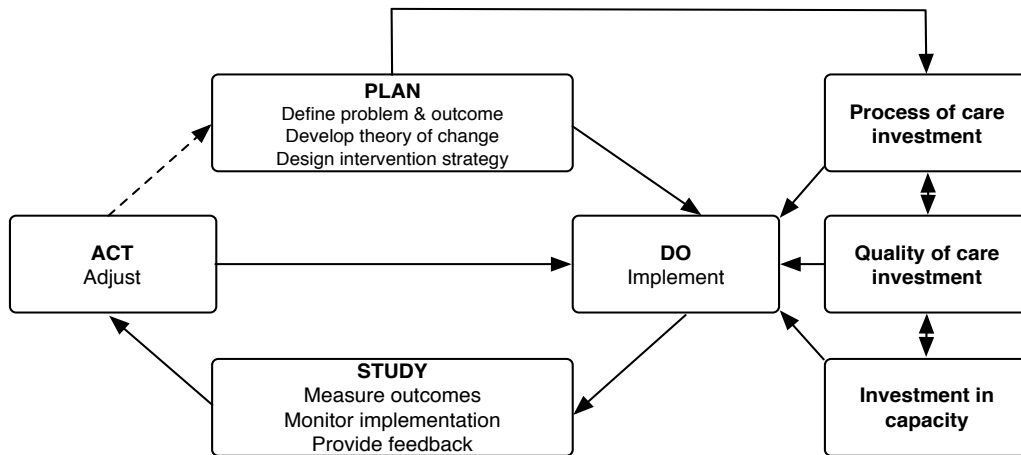 PLAN
Define problem & outcome
Develop theory of change
Design intervention strategy
Process of care
investment
ACT
Adjust
DO
Implement
Quality of care
investment
STUDY
Measure outcomes
Monitor implementation
Provide feedback
Investment in
capacity